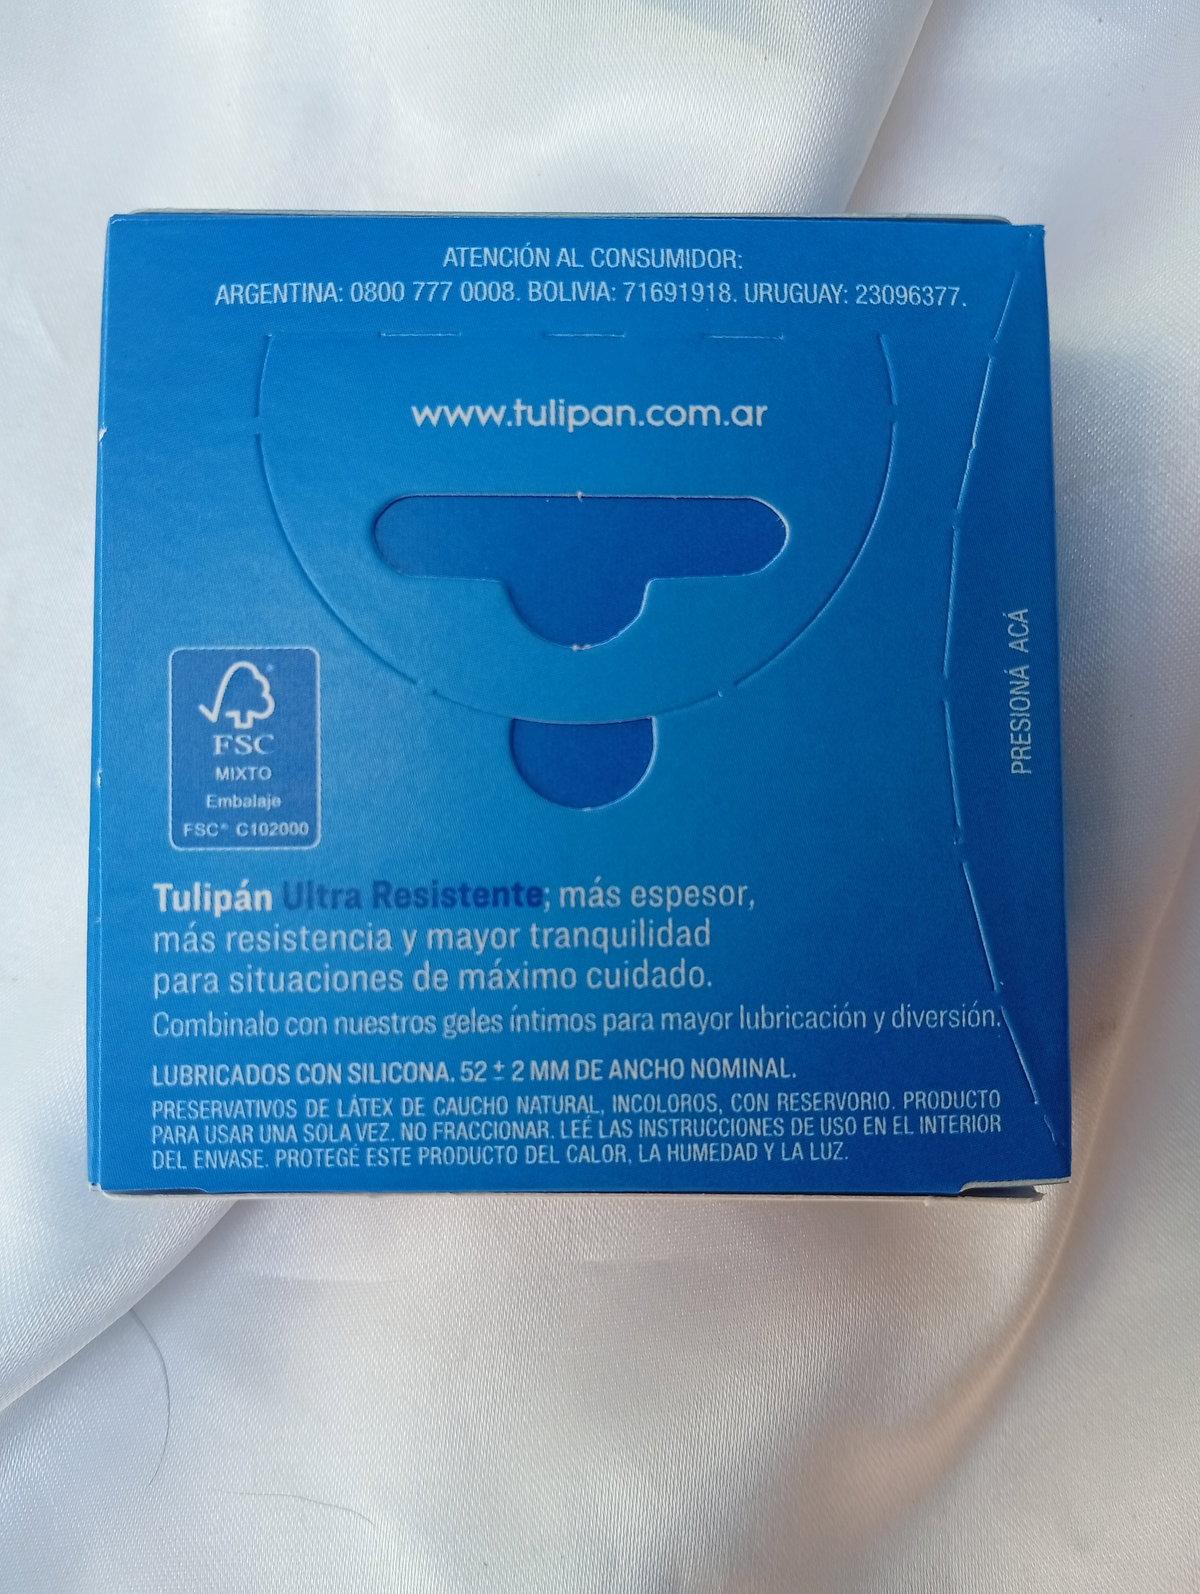 ATENCIÓN AL CONSUMIDOR:
ARGENTINA: 0800 777 0008. BOLIVIA: 71691918. URUGUAY: 23096377.
www.tulipan.com.ar
PRESIONÁ ACÁ
FSC
MIXTO
Embalaje
FSC® C102000
Tulipán Ultra Resistente; más espesor,
más resistencia y mayor tranquilidad
para situaciones de máximo cuidado.
Combinalo con nuestros geles íntimos para mayor lubricación y diversión.
LUBRICADOS CON SILICONA. 52 ± 2 MM DE ANCHO NOMINAL.
PRESERVATIVOS DE LÁTEX DE CAUCHO NATURAL, INCOLOROS, CON RESERVORIO. PRODUCTO
PARA USAR UNA SOLA VEZ. NO FRACCIONAR. LEÉ LAS INSTRUCCIONES DE USO EN EL INTERIOR
DEL ENVASE. PROTEGÉ ESTE PRODUCTO DEL CALOR, LA HUMEDAD Y LA LUZ.